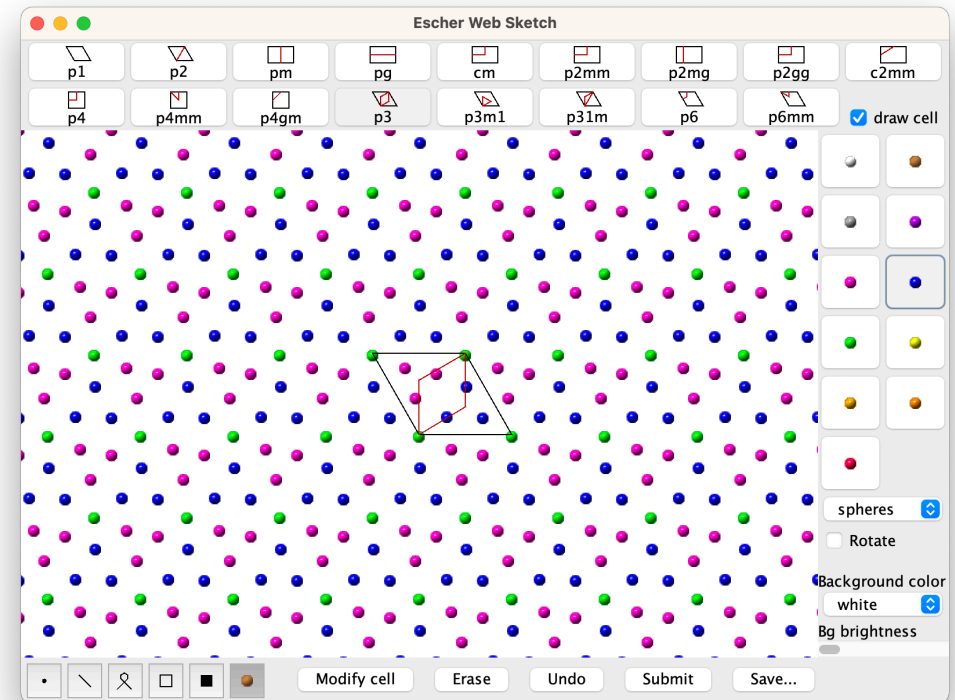 Escher Web Sketch
p1 p2 pm pg cm p2mm p2mg p2gg c2mm
p4 p4mm p4gm p3 p3m1 p31m p6 p6mm draw cell
spheres
Rotate
Background color
white
Bg brightness
Modify cell Erase Undo Submit Save...